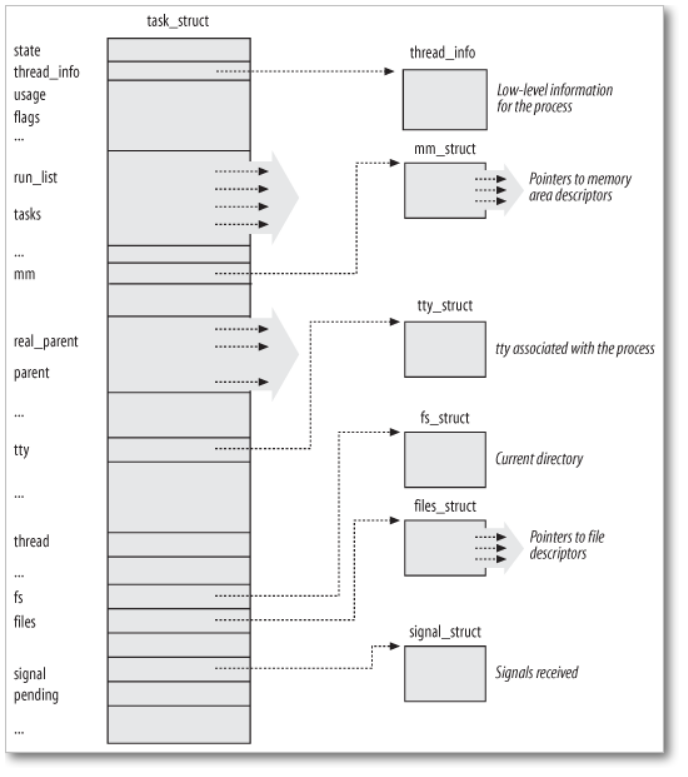 task_struct
state
thread_info
usage
flags
...
run_list
tasks
...
mm
real_parent
parent
...
tty
...
thread
...
fs
files
signal
pending
...
thread_info
Low-level information
for the process
mm_struct
Pointers to memory
area descriptors
tty_struct
tty associated with the process
fs_struct
Current directory
files_struct
Pointers to file
descriptors
signal_struct
Signals received